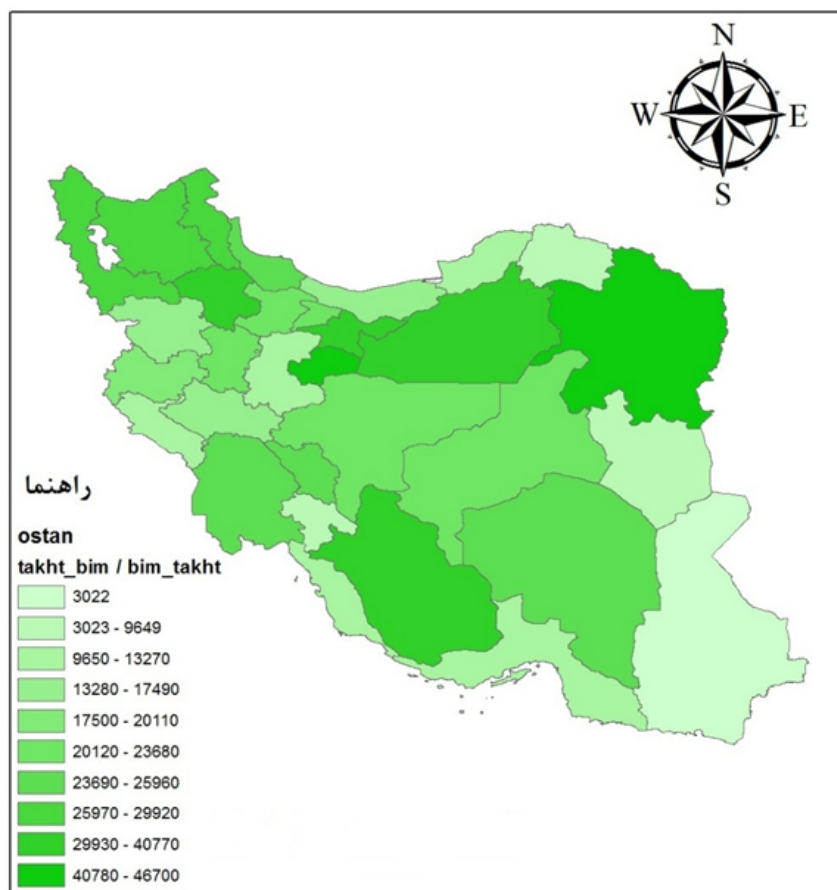 N
W E
S
راهنما
ostan
takht_bim / bim_takht
3022
3023 - 9649
9650 - 13270
13280 - 17490
17500 - 20110
20120 - 23680
23690 - 25960
25970 - 29920
29930 - 40770
40780 - 46700